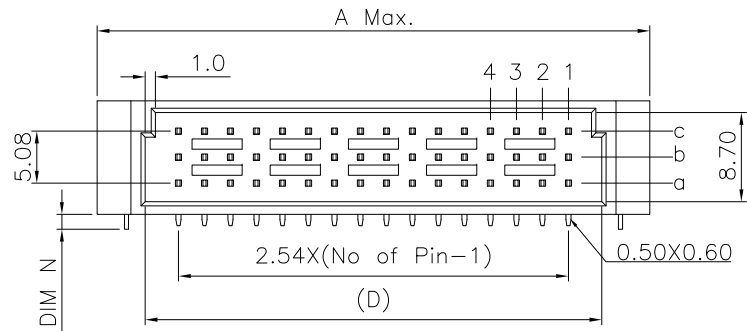 A Max.
1.0
4 3 2 1
c
5.08
b
8.70
a
2.54X(No of Pin-1)
0.50X0.60
DIM N
(D)